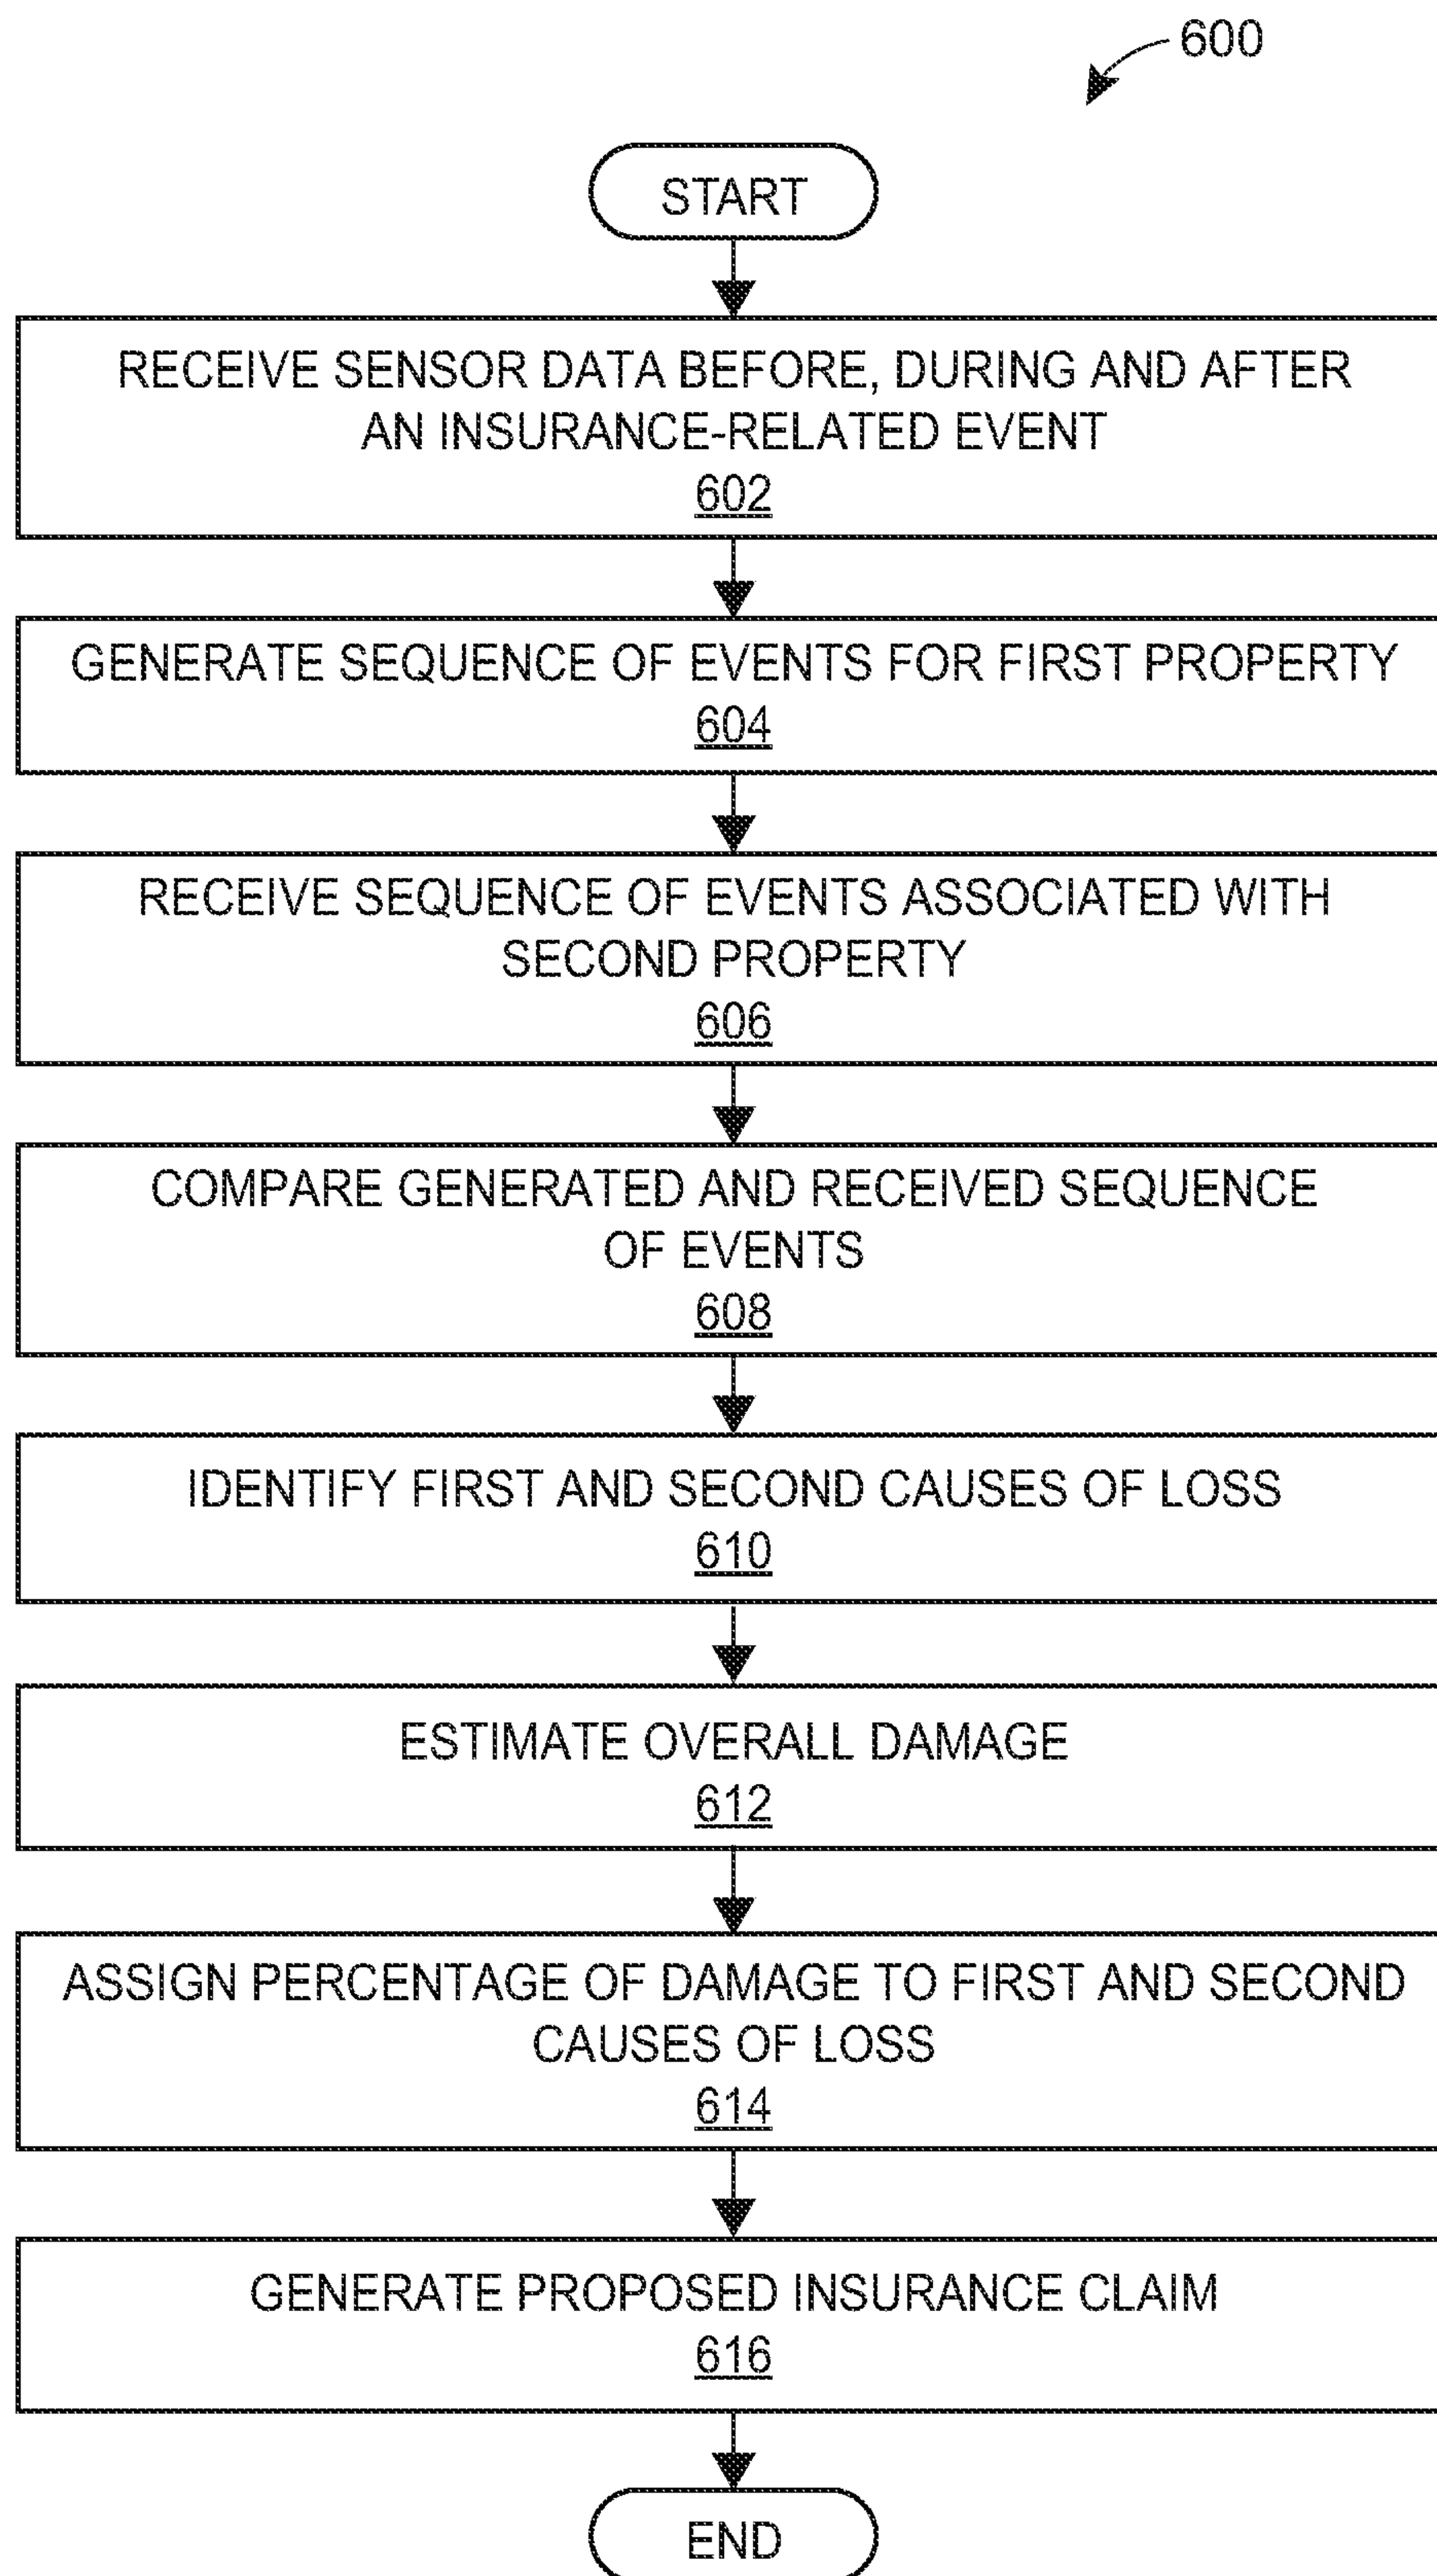 600
START
RECEIVE SENSOR DATA BEFORE, DURING AND AFTER
AN INSURANCE-RELATED EVENT
602
GENERATE SEQUENCE OF EVENTS FOR FIRST PROPERTY
604
RECEIVE SEQUENCE OF EVENTS ASSOCIATED WITH
SECOND PROPERTY
606
COMPARE GENERATED AND RECEIVED SEQUENCE
OF EVENTS
608
IDENTIFY FIRST AND SECOND CAUSES OF LOSS
610
ESTIMATE OVERALL DAMAGE
612
ASSIGN PERCENTAGE OF DAMAGE TO FIRST AND SECOND
CAUSES OF LOSS
614
GENERATE PROPOSED INSURANCE CLAIM
616
END